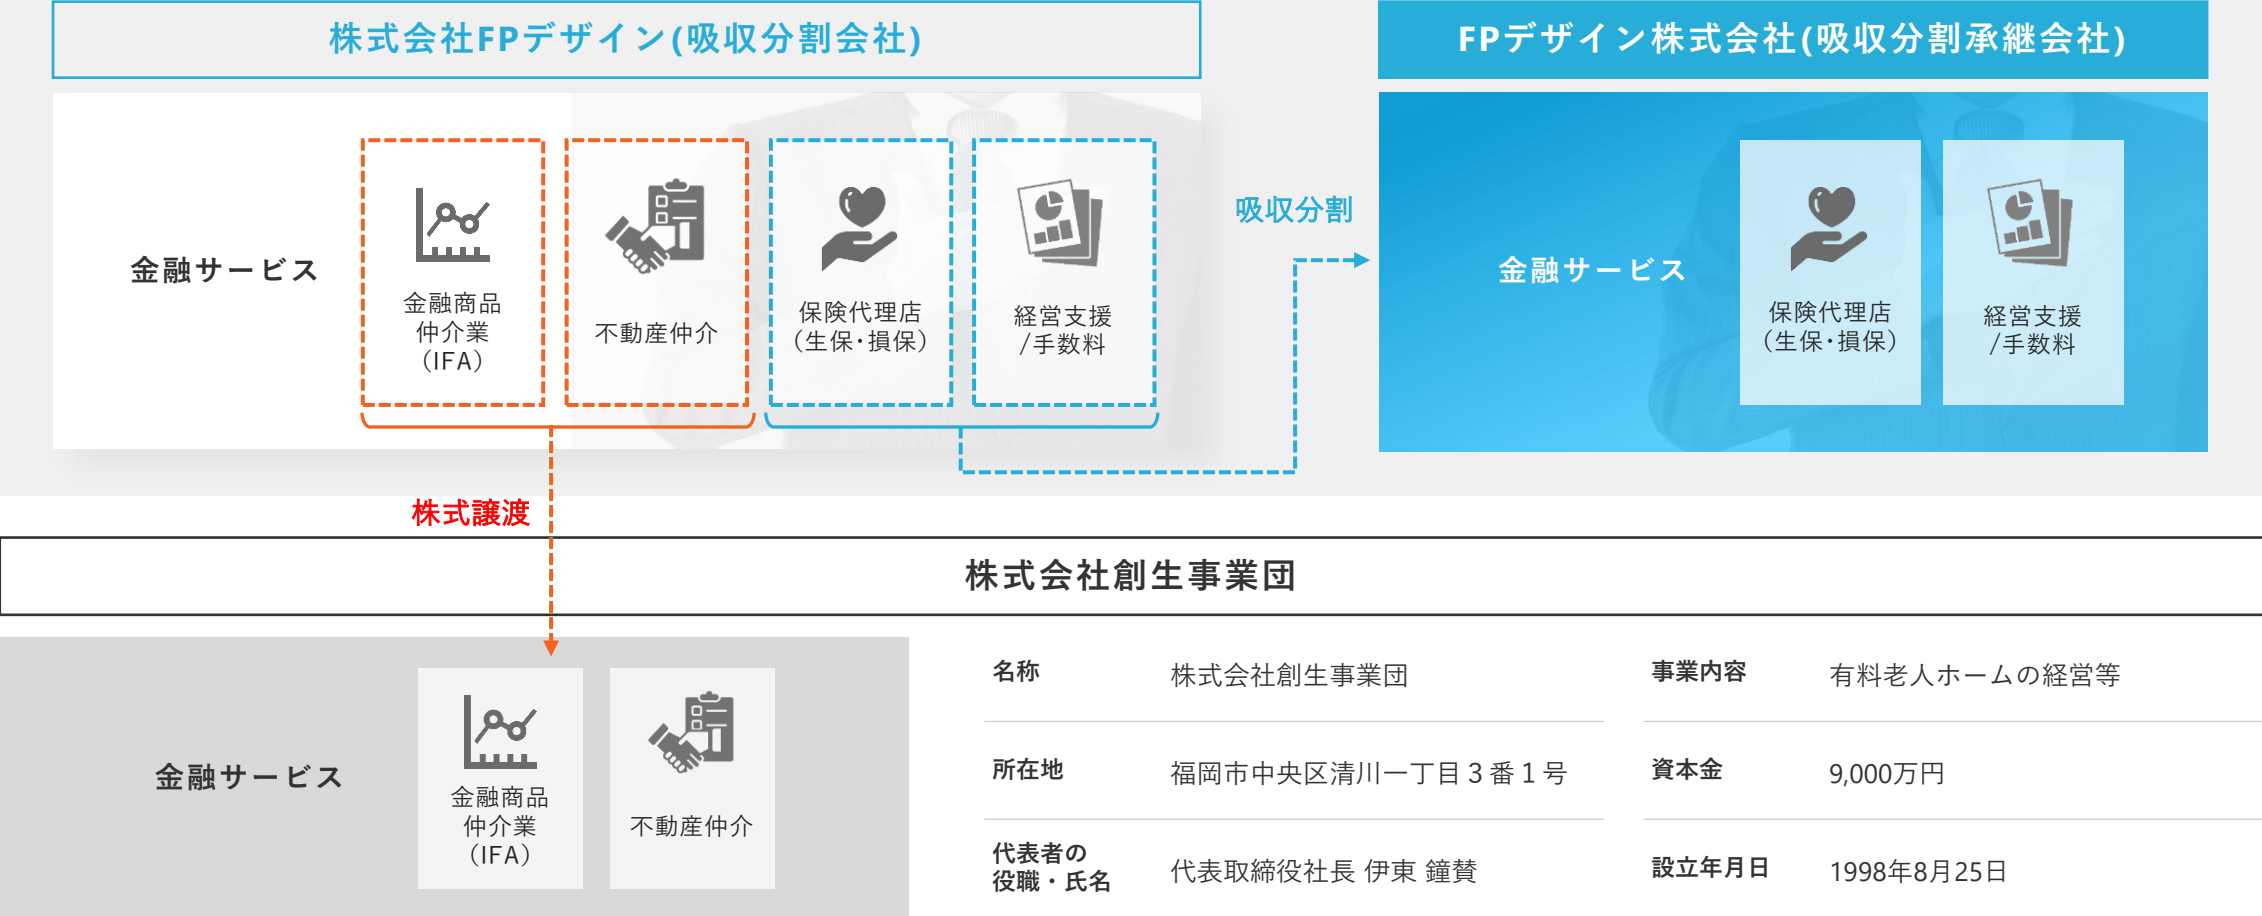 株式会社FPデザイン(吸収分割会社)
FPデザイン株式会社(吸収分割承継会社)
金融サービス
金融商品
仲介業
（IFA）
不動産仲介
保険代理店
（生保・損保）
経営支援
/手数料
吸収分割
金融サービス
保険代理店
（生保・損保）
経営支援
/手数料
株式譲渡
株式会社創生事業団
金融サービス
金融商品
仲介業
（IFA）
不動産仲介
名称
株式会社創生事業団
事業内容
有料老人ホームの経営等
所在地
福岡市中央区清川一丁目３番１号
資本金
9,000万円
代表者の
役職・氏名
代表取締役社長 伊東 鐘賛
設立年月日
1998年8月25日